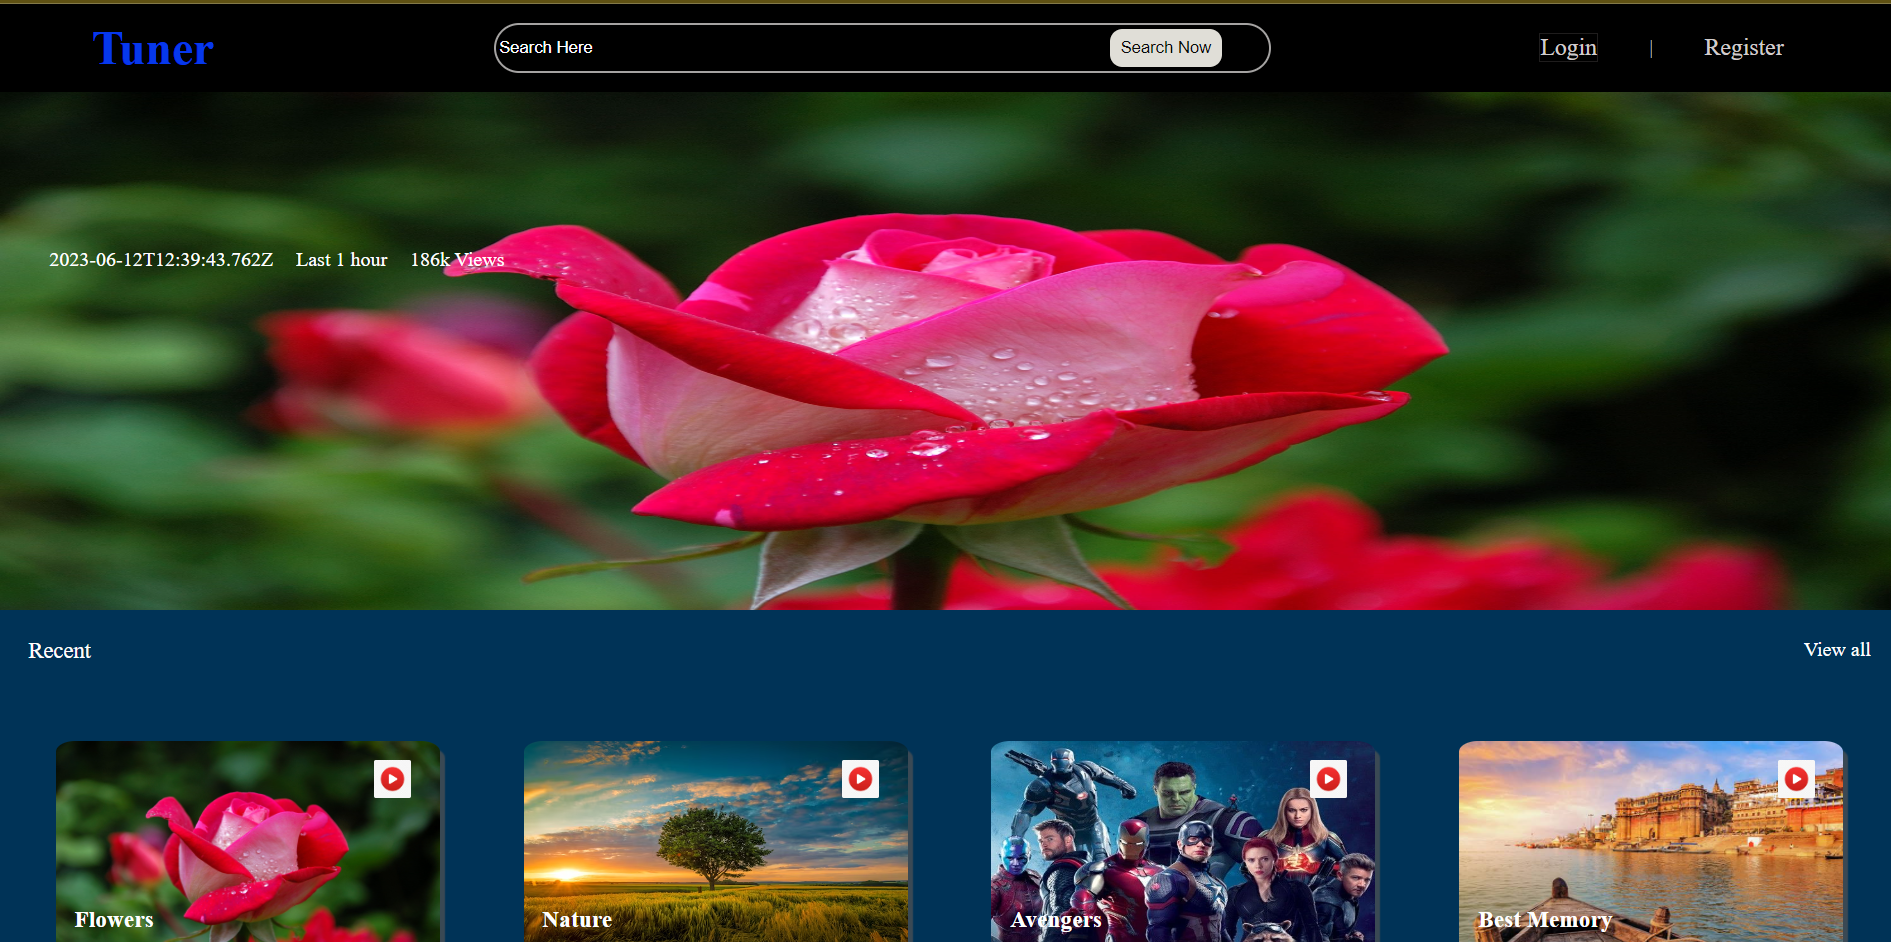 Tuner
Search Here
Search Now
Login
|
Register
2023-06-12T12:39:43.762Z Last 1 hour 186k Views
Recent
View all
Flowers
Nature
Avengers
Best Memory